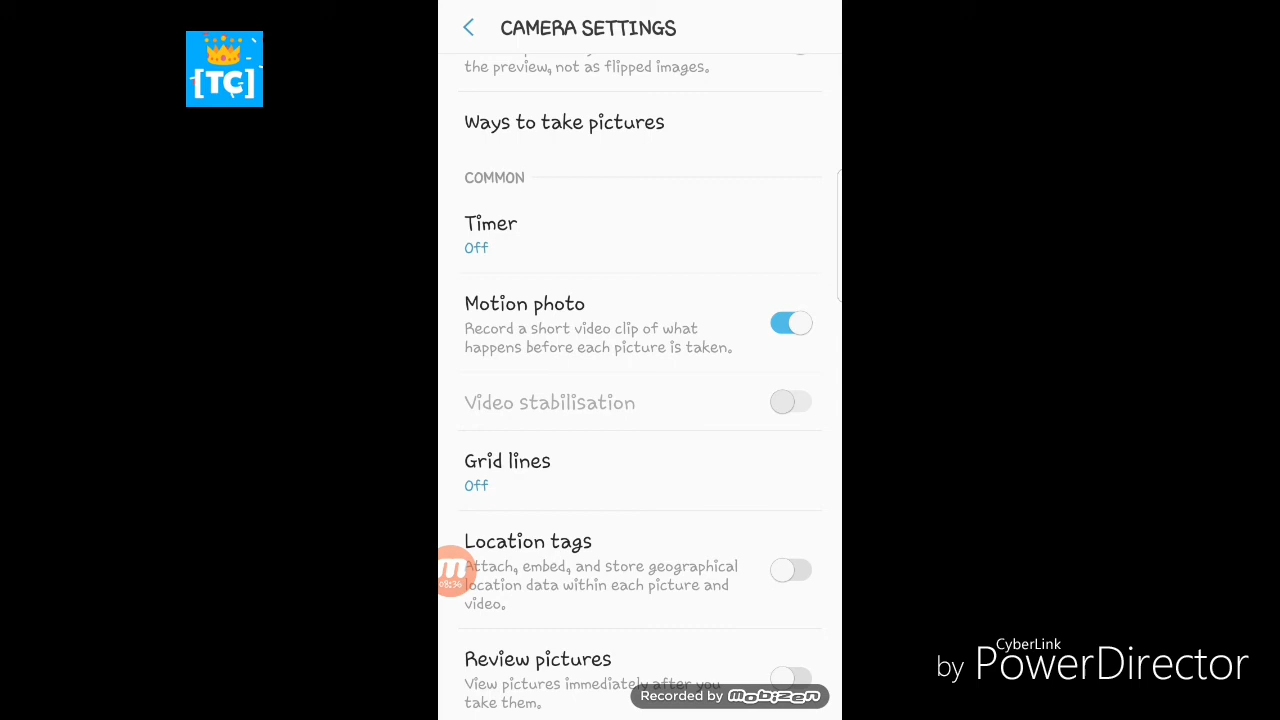 [TC]
CAMERA SETTINGS
the preview, not as flipped images.
Ways to take pictures
COMMON
Timer
Off
Motion photo
Record a short video clip of what
happens before each picture is taken.
Video stabilisation
Grid lines
Off
Location tags
Attach, embed, and store geographical
location data within each picture and
video.
Review pictures
View pictures immediately after you
take them.
Recorded by mobizen
CyberLink
by PowerDirector